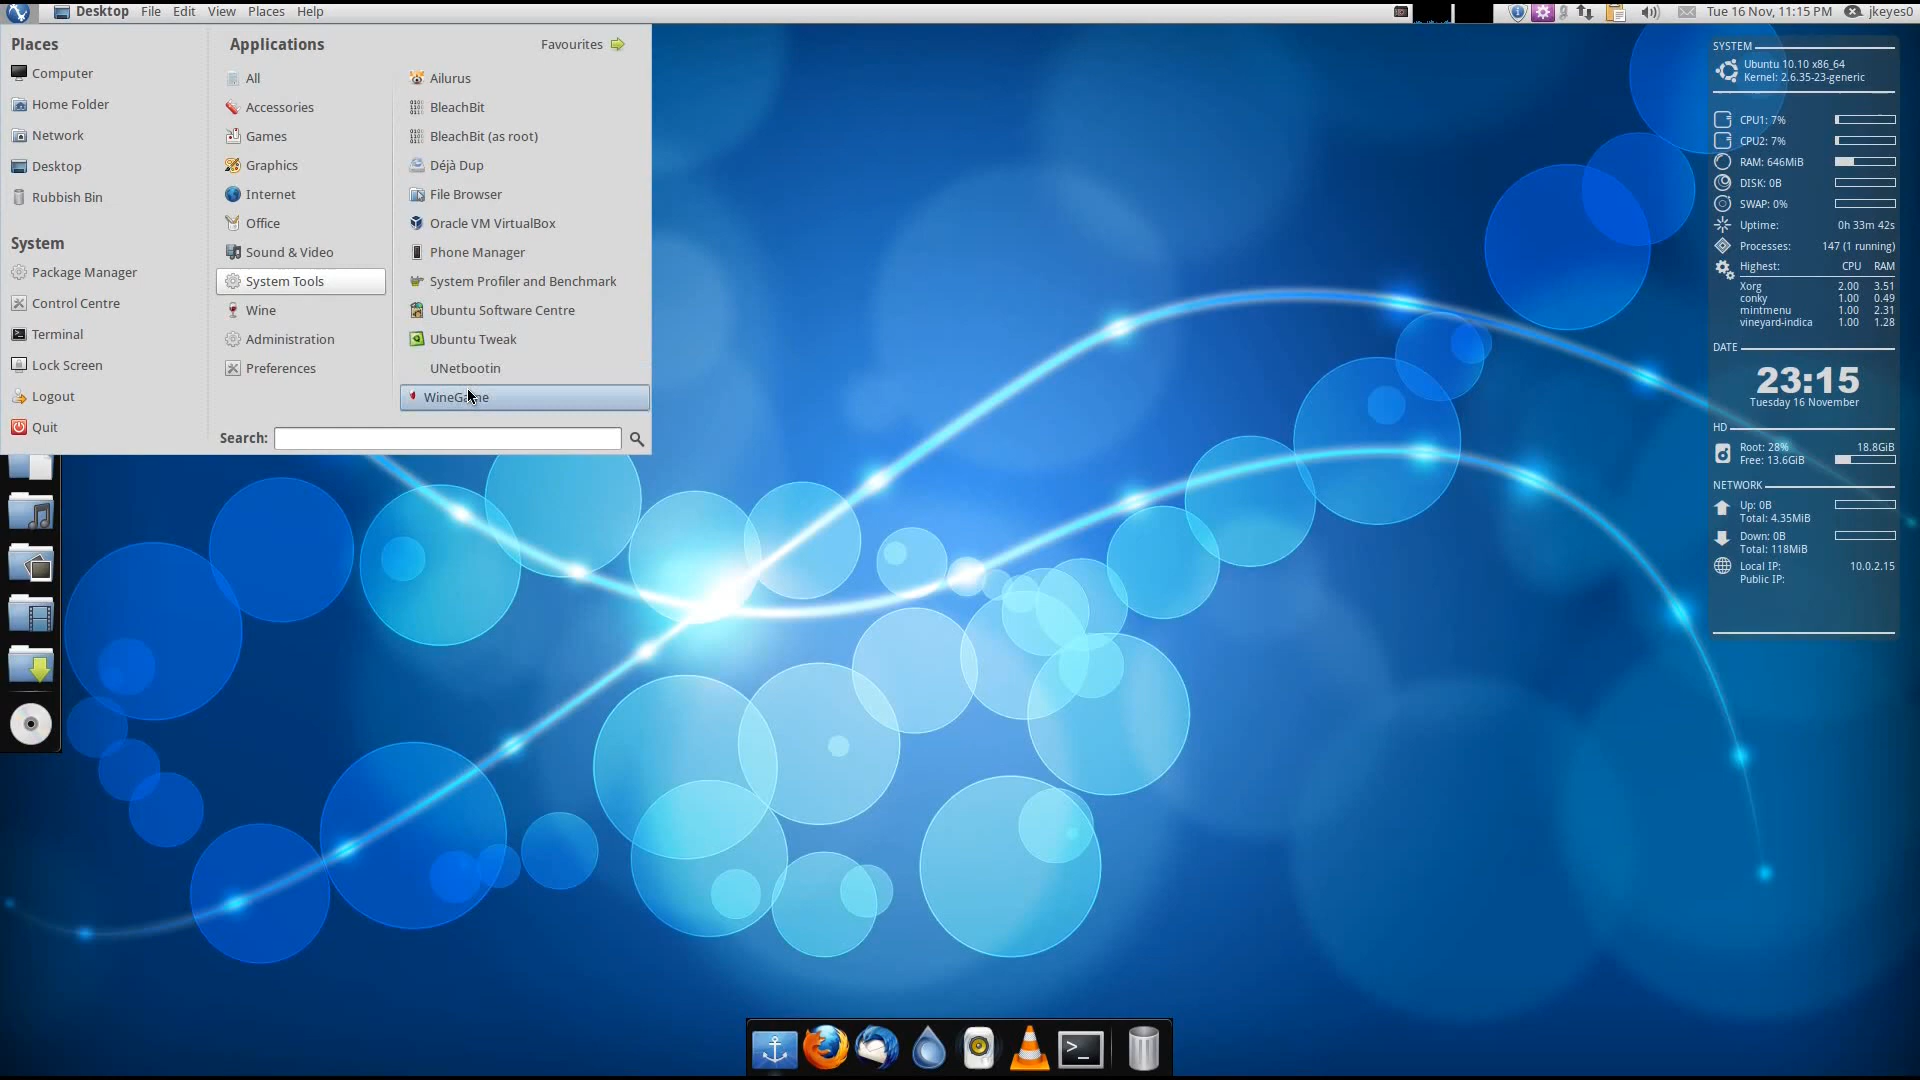 Desktop File Edit View Places Help
Tue 16 Nov, 11:15 PM jkeyes0
Places
Computer
Home Folder
Network
Desktop
Rubbish Bin
System
Package Manager
Control Centre
Terminal
Lock Screen
Logout
Quit
Applications
Favourites
All
Accessories
Games
Graphics
Internet
Office
Sound & Video
System Tools
Wine
Administration
Preferences
Ailurus
BleachBit
BleachBit (as root)
Déjà Dup
File Browser
Oracle VM VirtualBox
Phone Manager
System Profiler and Benchmark
Ubuntu Software Centre
Ubuntu Tweak
UNetbootin
WineGame
Search:
SYSTEM
Ubuntu 10.10 x86_64
Kernel: 2.6.35-23-generic
CPU1: 7%
CPU2: 7%
RAM: 646MiB
DISK: 0B
SWAP: 0%
Uptime: 0h 33m 42s
Processes: 147 (1 running)
Highest: CPU RAM
Xorg 2.00 3.51
conky 1.00 0.49
mintmenu 1.00 2.31
vineyard-indica 1.00 1.28
DATE
23:15
Tuesday 16 November
HD
Root: 28% 18.8GiB
Free: 13.6GiB
NETWORK
Up: 0B
Total: 4.35MiB
Down: 0B
Total: 118MiB
Local IP: 10.0.2.15
Public IP: